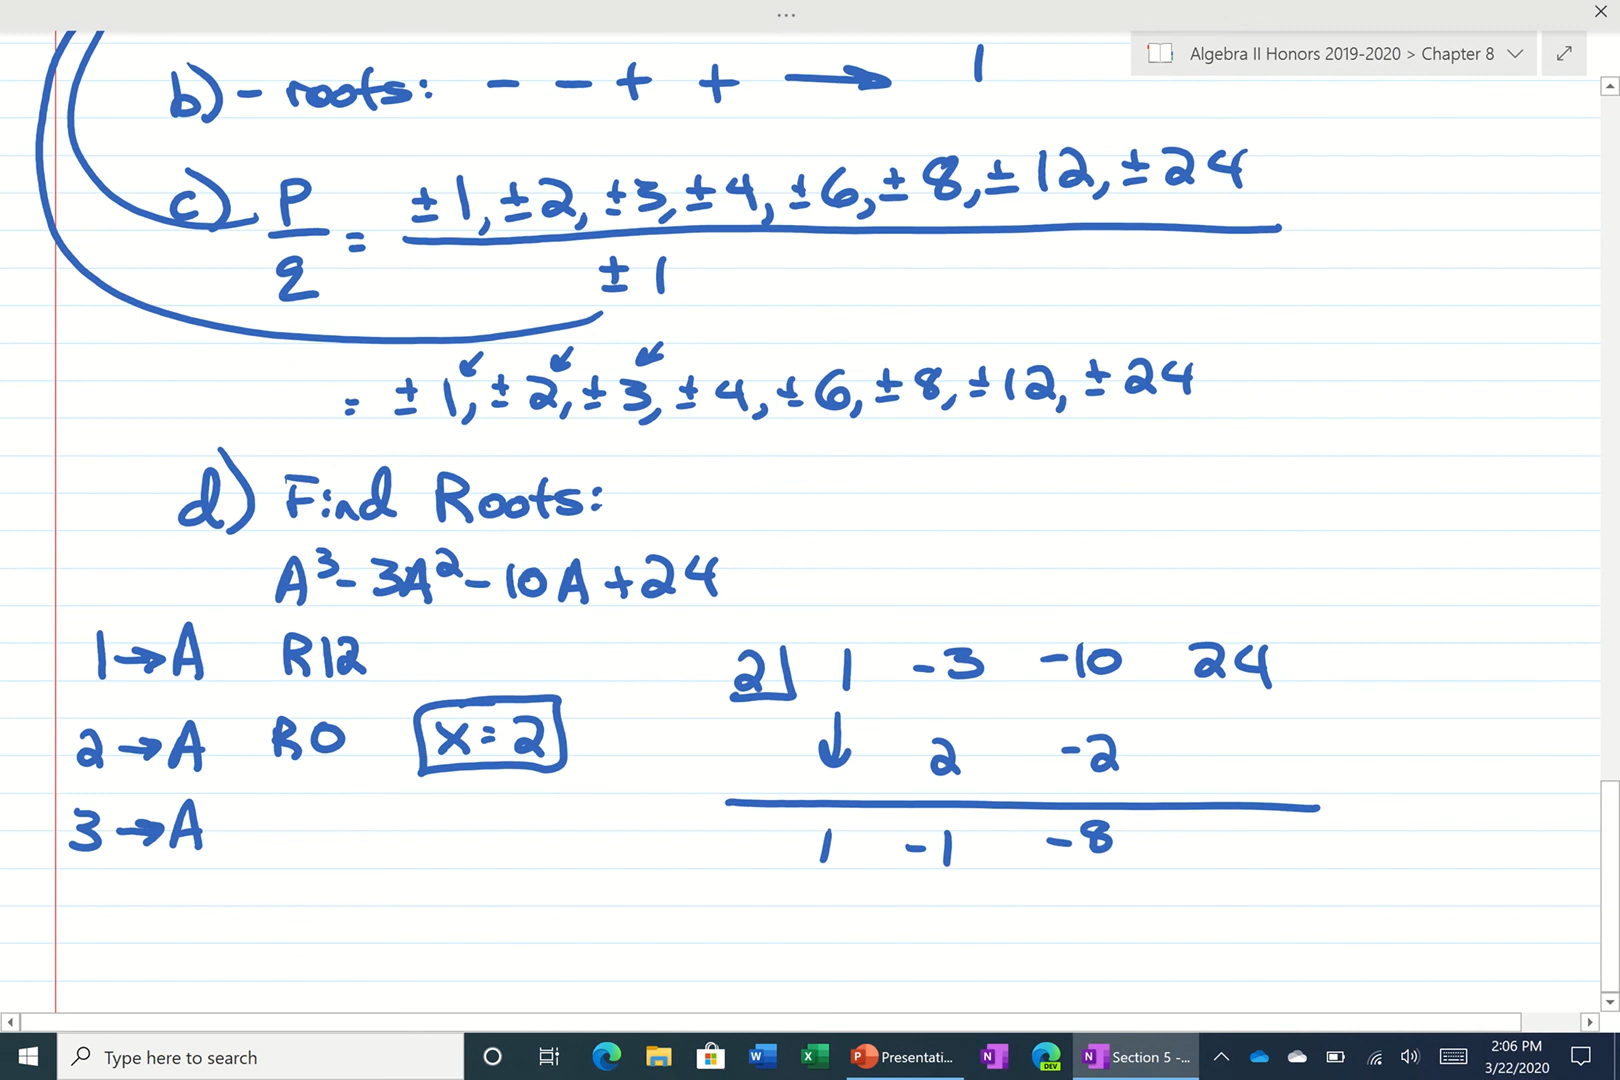 Algebra II Honors 2019-2020 > Chapter 8
b) - roots: - - + + → 1
c) P/q = ±1, ±2, ±3, ±4, ±6, ±8, ±12, ±24 / ±1
= ±1, ±2, ±3, ±4, ±6, ±8, ±12, ±24
d) Find Roots:
A³ - 3A² - 10A + 24
1 → A R12
2 → A R0 x = 2
3 → A
2 1 -3 -10 24
↓ 2 -2
1 -1 -8
Type here to search
Presentati...
DEV
Section 5 -...
2:06 PM
3/22/2020